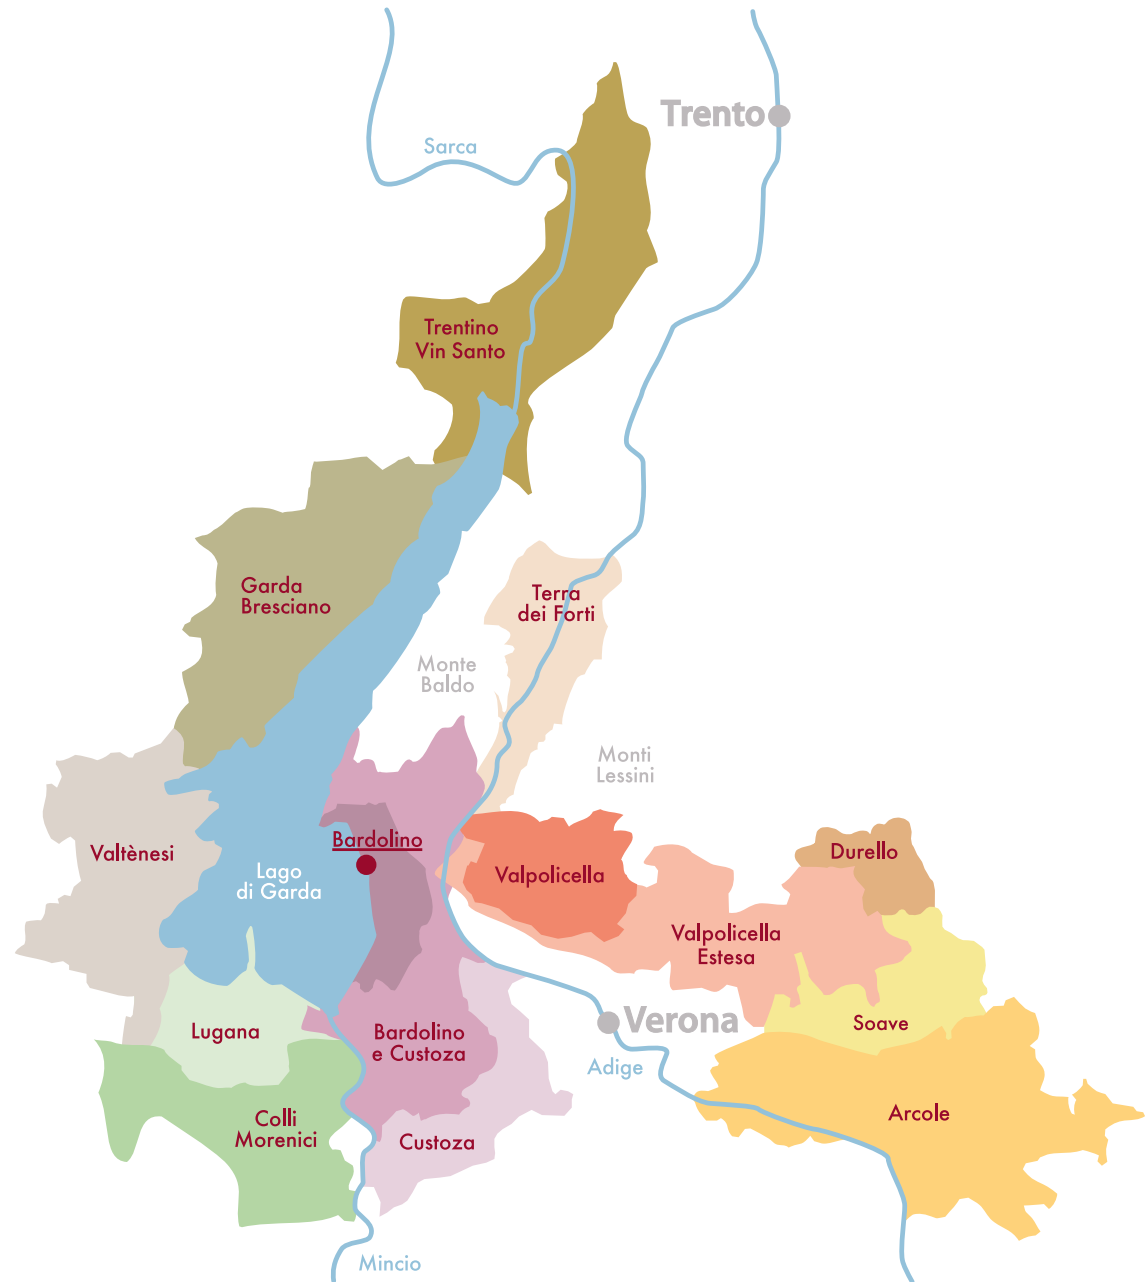 Trento
Sarca
Trentino
Vin Santo
Garda
Bresciano
Terra
dei Forti
Monte
Baldo
Monti
Lessini
Bardolino
Valtènesi
Durello
Lago
di Garda
Valpolicella
Valpolicella
Estesa
Lugana
Bardolino
e Custoza
Verona
Soave
Adige
Colli
Morenici
Custoza
Arcole
Mincio